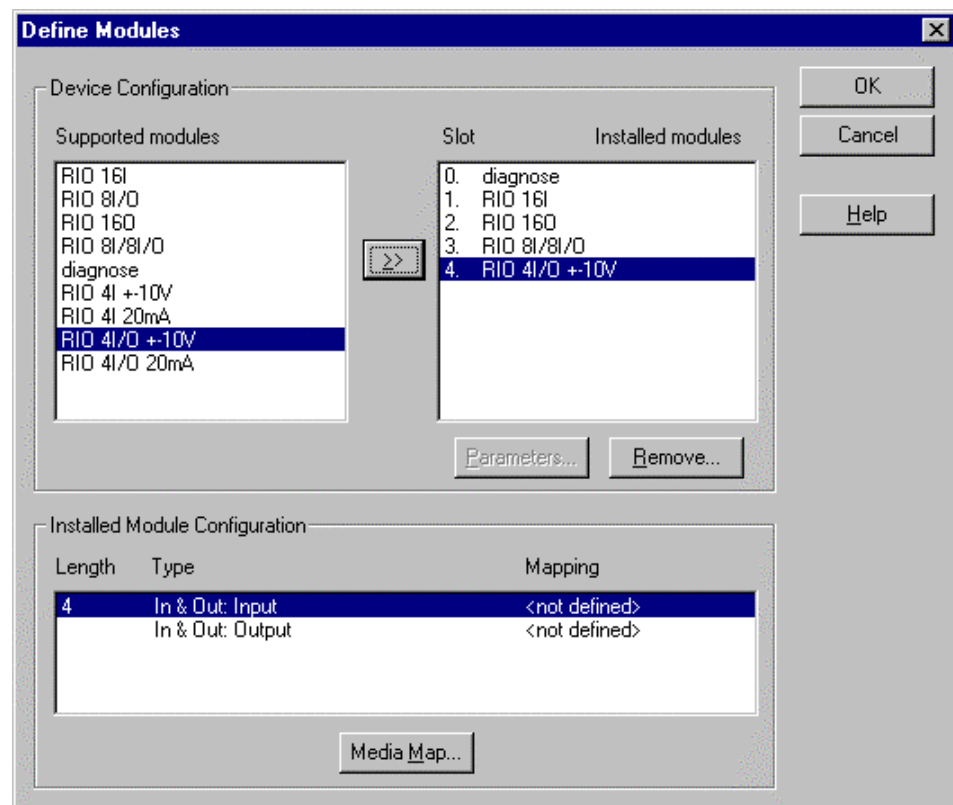 Define Modules
Device Configuration
OK
Cancel
Help
Supported modules
Slot Installed modules
RIO 16I
RIO 8I/O
RIO 16O
RIO 8I/8I/O
diagnose
RIO 4I +-10V
RIO 4I 20mA
RIO 4I/O +-10V
RIO 4I/O 20mA
>>
0. diagnose
1. RIO 16I
2. RIO 16O
3. RIO 8I/8I/O
4. RIO 4I/O +-10V
Parameters...
Remove...
Installed Module Configuration
Length Type Mapping
4 In & Out: Input <not defined>
In & Out: Output <not defined>
Media Map...